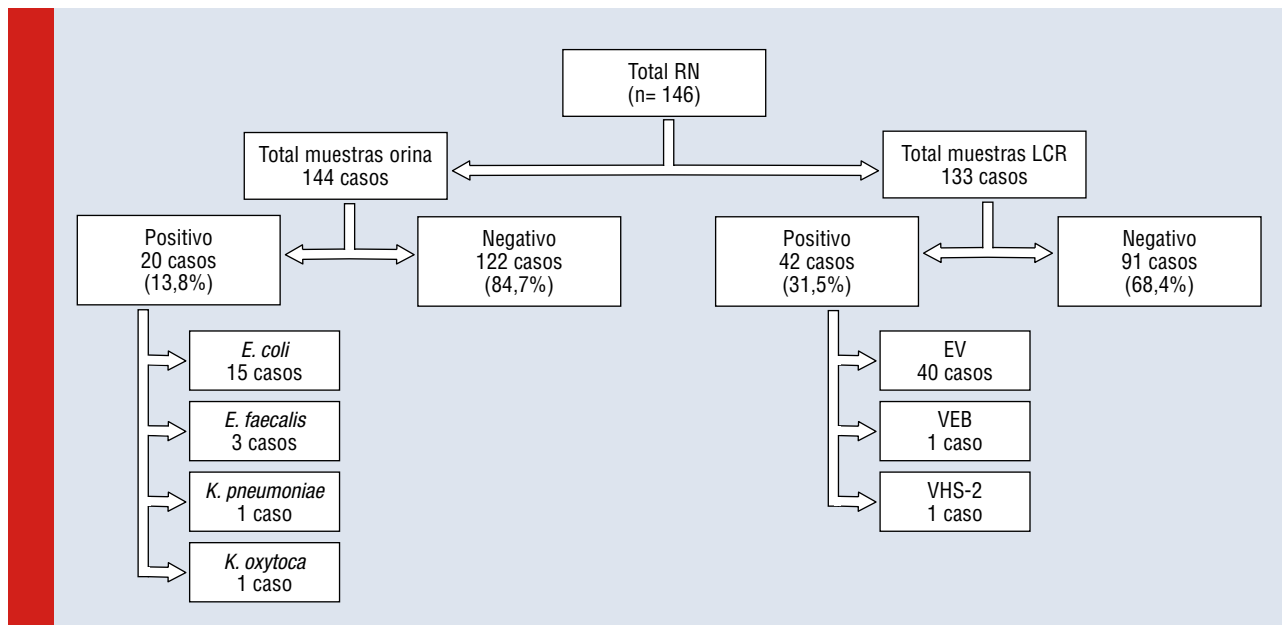 Total RN
(n= 146)
Total muestras orina
144 casos
Total muestras LCR
133 casos
Positivo
20 casos
(13,8%)
Negativo
122 casos
(84,7%)
Positivo
42 casos
(31,5%)
Negativo
91 casos
(68,4%)
E. coli
15 casos
E. faecalis
3 casos
K. pneumoniae
1 caso
K. oxytoca
1 caso
EV
40 casos
VEB
1 caso
VHS-2
1 caso